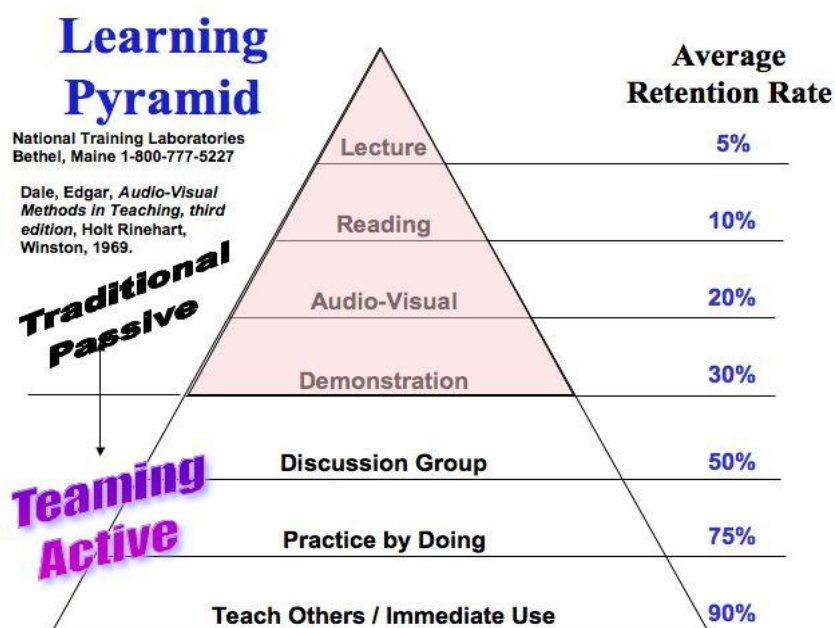 Learning
Pyramid
National Training Laboratories
Bethel, Maine 1-800-777-5227
Dale, Edgar, Audio-Visual
Methods in Teaching, third
edition, Holt Rinehart,
Winston, 1969.
Average
Retention Rate
Lecture 5%
Reading 10%
Audio-Visual 20%
Demonstration 30%
Traditional
Passive
Discussion Group 50%
Teaming
Active
Practice by Doing 75%
Teach Others / Immediate Use 90%